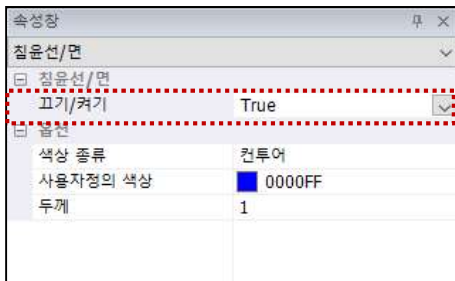 속성창
침윤선/면
침윤선/면
끄기/켜기 True
옵션
색상 종류 컨투어
사용자정의 색상 0000FF
두께 1